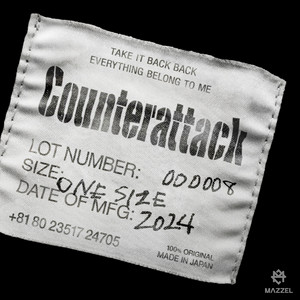 TAKE IT BACK BACK
EVERYTHING BELONG TO ME
Counterattack
LOT NUMBER: 000008
SIZE: ONE SIZE
DATE OF MFG: 2024
+81 80 23517 24705
100% ORIGINAL
MADE IN JAPAN
MAZZEL